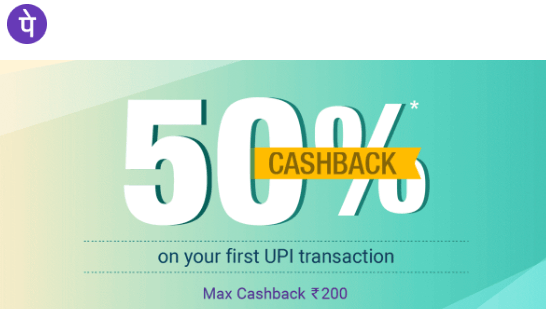 पे
50%*
CASHBACK
on your first UPI transaction
Max Cashback ₹200